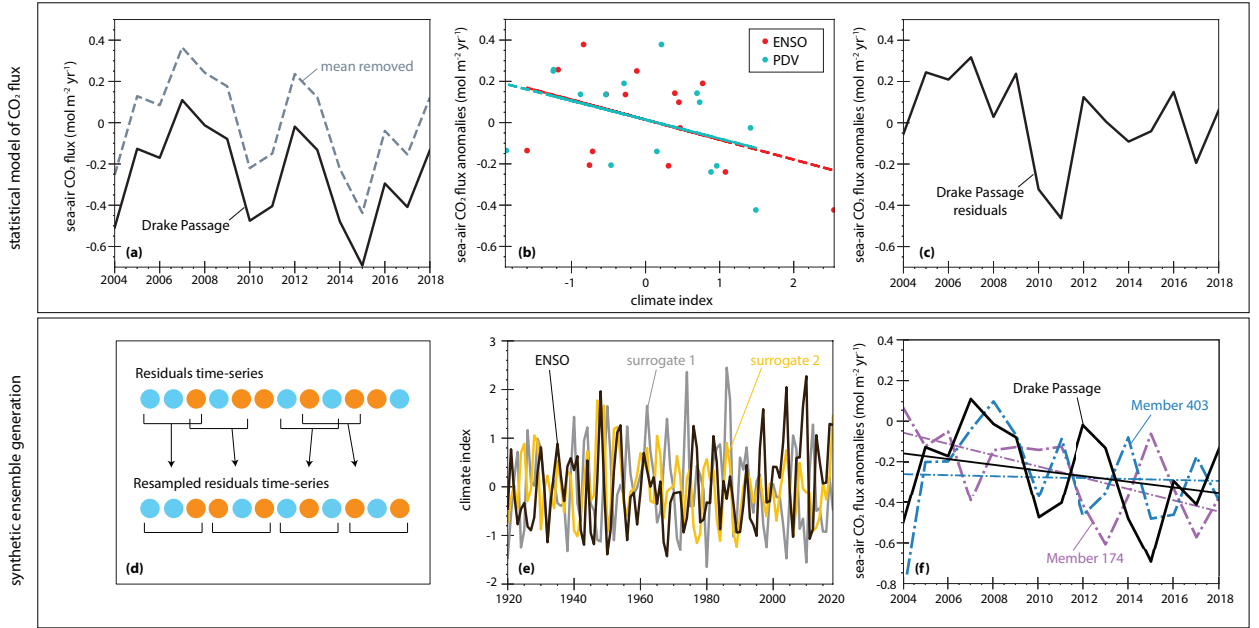 statistical model of CO₂ flux
sea-air CO₂ flux (mol m⁻² yr⁻¹)
0.4
0.2
0
-0.2
-0.4
-0.6
mean removed
Drake Passage
(a)
2004 2006 2008 2010 2012 2014 2016 2018
sea-air CO₂ flux anomalies (mol m⁻² yr⁻¹)
0.4
0.2
0
-0.2
-0.4
-0.6
ENSO
PDV
(b)
-1 0 1 2
climate index
sea-air CO₂ flux anomalies (mol m⁻² yr⁻¹)
0.4
0.2
0
-0.2
-0.4
-0.6
Drake Passage
residuals
(c)
2004 2006 2008 2010 2012 2014 2016 2018
synthetic ensemble generation
Residuals time-series
Resampled residuals time-series
(d)
climate index
3
2
1
0
-1
-2
ENSO
surrogate 1
surrogate 2
(e)
1920 1940 1960 1980 2000 2020
sea-air CO₂ flux anomalies (mol m⁻² yr⁻¹)
0.4
0.2
0
-0.2
-0.4
-0.6
-0.8
Drake Passage
Member 403
Member 174
(f)
2004 2006 2008 2010 2012 2014 2016 2018